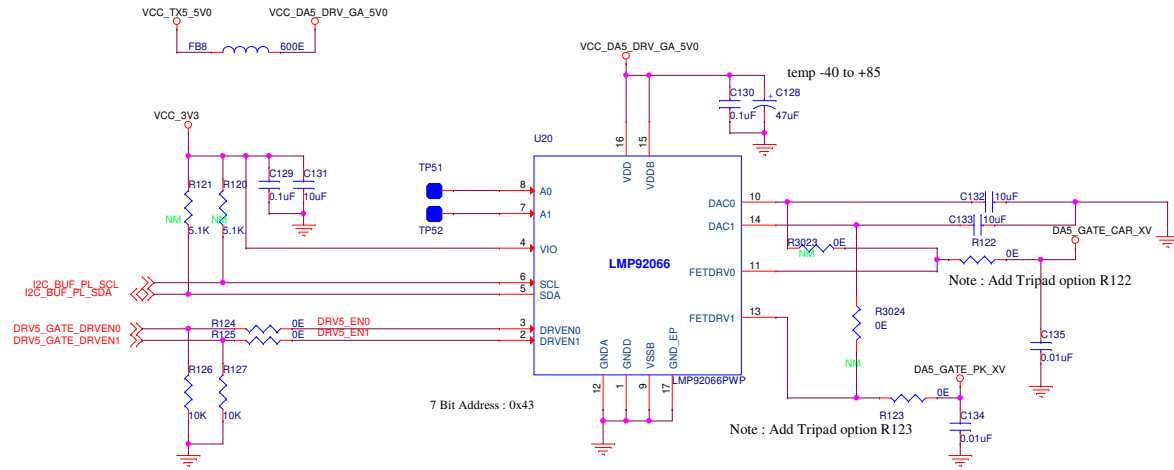 VCC_TX5_5V0
VCC_DA5_DRV_GA_5V0
FB8
600E
VCC_DA5_DRV_GA_5V0
temp -40 to +85
C130
0.1uF
+
C128
47uF
VCC_3V3
U20
16
15
VDD
VDDB
R121
NM
5.1K
R120
NM
5.1K
C129
0.1uF
C131
10uF
TP51
TP52
8
A0
7
A1
4
VIO
6
SCL
5
SDA
3
DRVEN0
2
DRVEN1
LMP92066
DAC0
10
DAC1
14
FETDRV0
11
FETDRV1
13
C132
10uF
C133
10uF
DA5_GATE_CAR_XV
R3023
0E
NM
R122
0E
Note : Add Tripad option R122
R3024
0E
NM
C135
0.01uF
I2C_BUF_PL_SCL
I2C_BUF_PL_SDA
DRV5_GATE_DRVEN0
DRV5_GATE_DRVEN1
R124
0E
DRV5_EN0
R125
0E
DRV5_EN1
R126
10K
R127
10K
GNDA
GNDD
VSSB
GND_EP
12
1
9
17
LMP92066PWP
7 Bit Address : 0x43
DA5_GATE_PK_XV
R123
0E
C134
0.01uF
Note : Add Tripad option R123